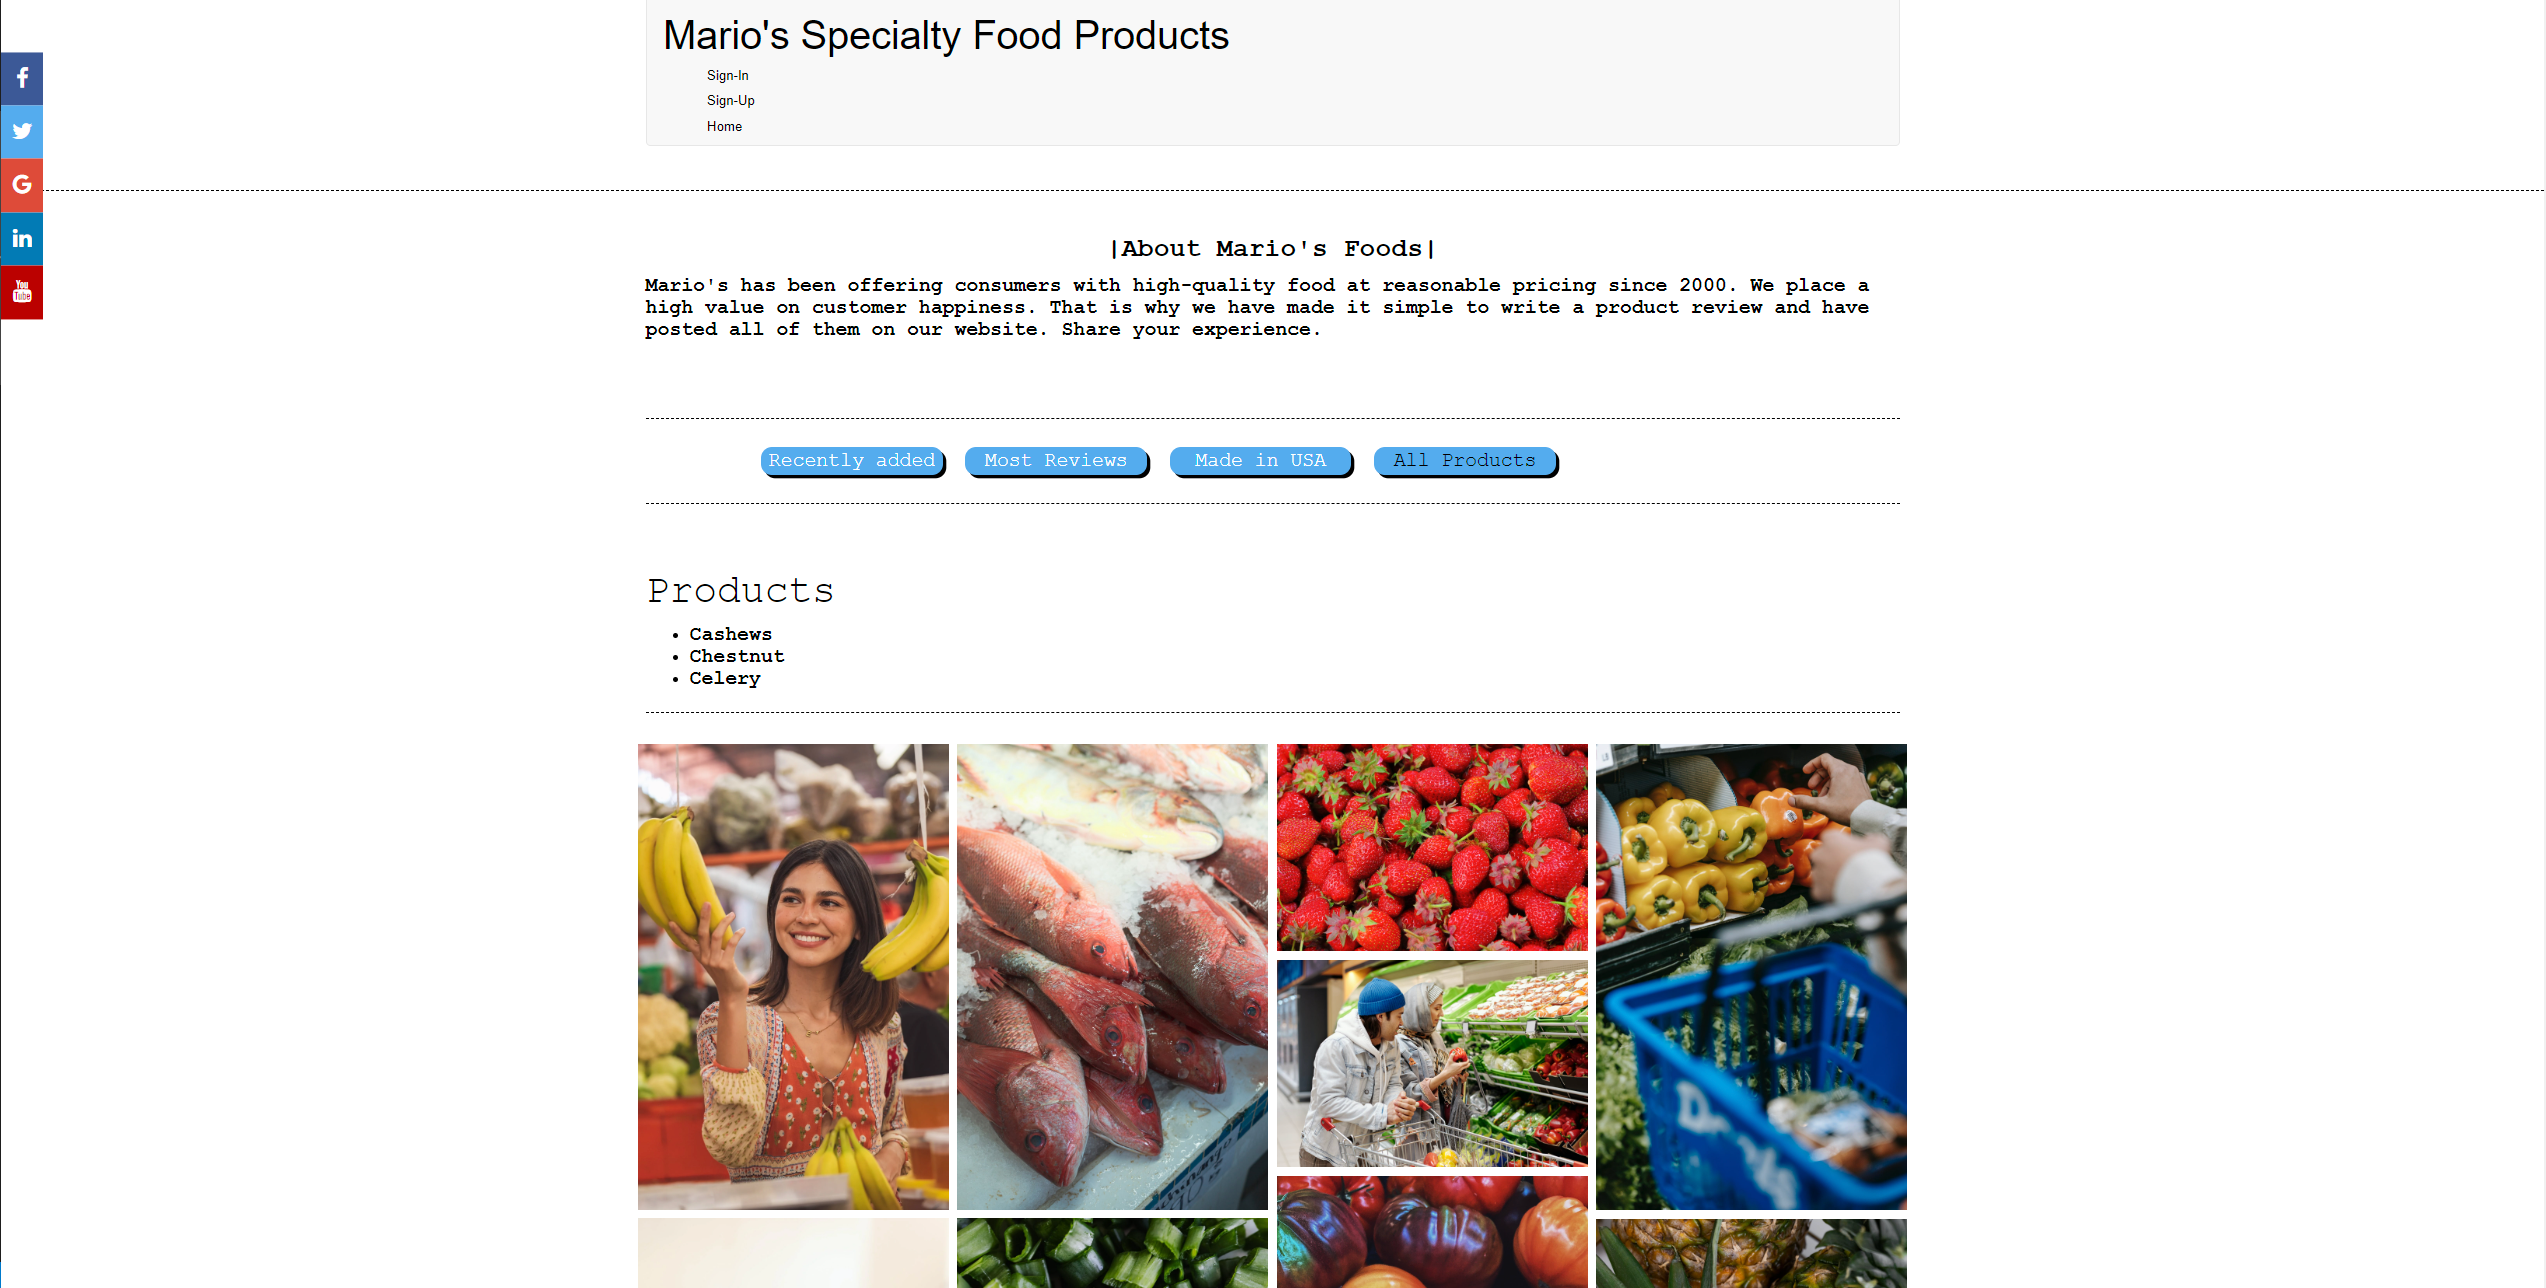 Mario's Specialty Food Products
Sign-In
Sign-Up
Home
You
Tube
|About Mario's Foods|
Mario's has been offering consumers with high-quality food at reasonable pricing since 2000. We place a
high value on customer happiness. That is why we have made it simple to write a product review and have
posted all of them on our website. Share your experience.
Recently added
Most Reviews
Made in USA
All Products
Products
• Cashews
• Chestnut
• Celery